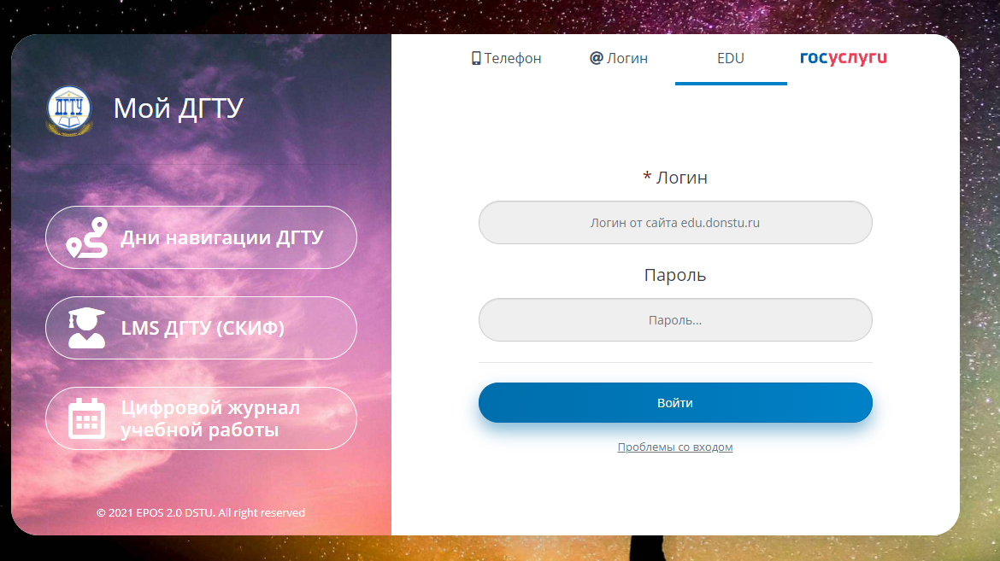 ДГТУ
Мой ДГТУ
Дни навигации ДГТУ
LMS ДГТУ (СКИФ)
Цифровой журнал
учебной работы
© 2021 EPOS 2.0 DSTU. All right reserved
Телефон
Логин
EDU
госуслуги
* Логин
Логин от сайта edu.donstu.ru
Пароль
Пароль...
Войти
Проблемы со входом